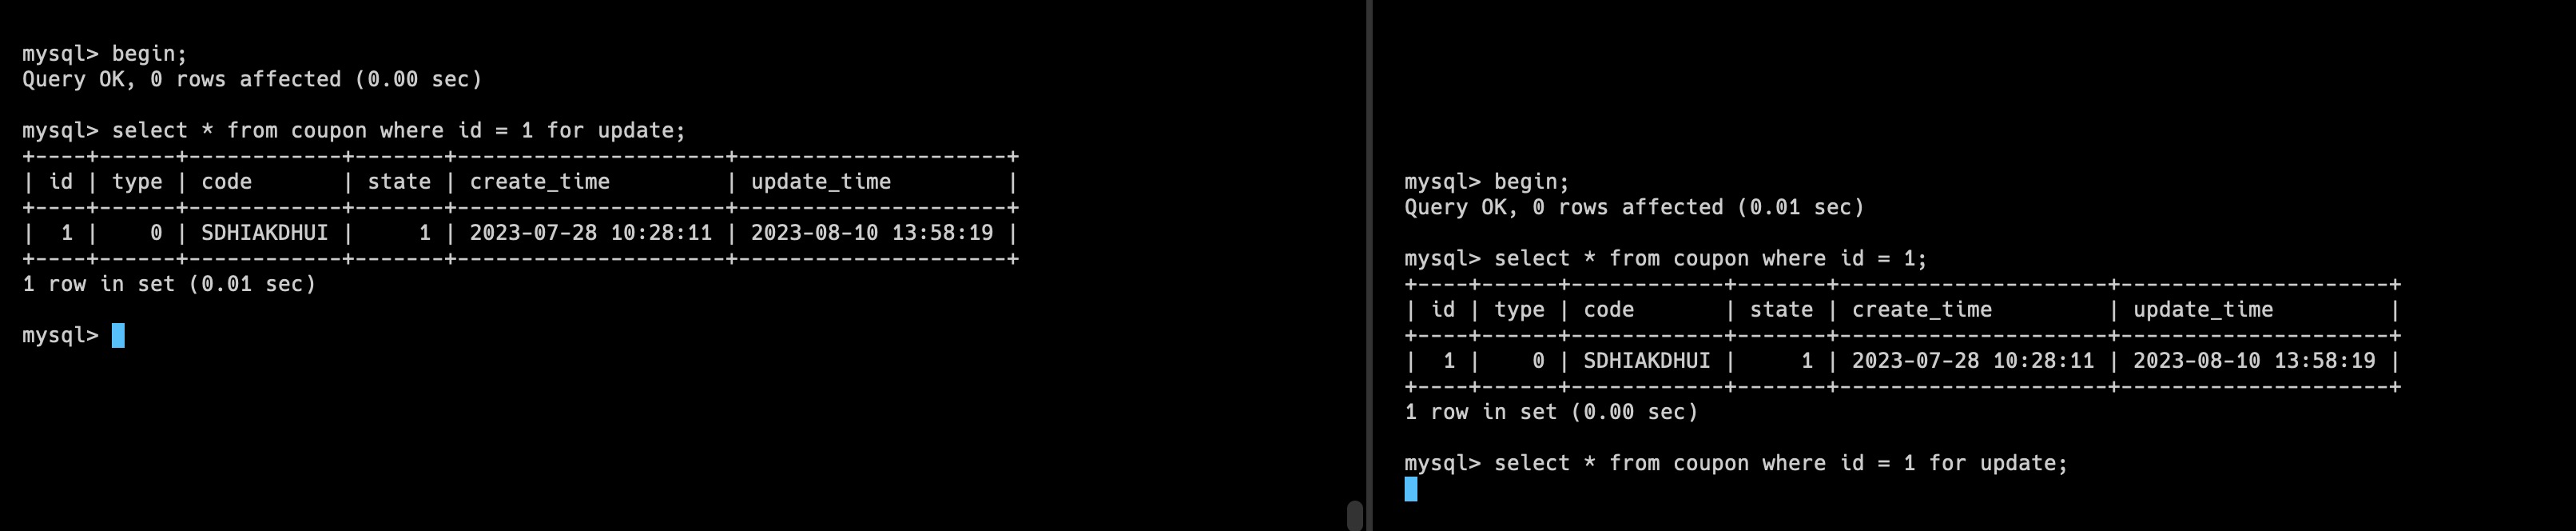 mysql> begin;
Query OK, 0 rows affected (0.00 sec)
mysql> select * from coupon where id = 1 for update;
+----+------+------------+-------+---------------------+---------------------+
| id | type | code       | state | create_time         | update_time         |
+----+------+------------+-------+---------------------+---------------------+
|  1 |    0 | SDHIAKDHUI |     1 | 2023-07-28 10:28:11 | 2023-08-10 13:58:19 |
+----+------+------------+-------+---------------------+---------------------+
1 row in set (0.01 sec)
mysql>
mysql> begin;
Query OK, 0 rows affected (0.01 sec)
mysql> select * from coupon where id = 1;
+----+------+------------+-------+---------------------+---------------------+
| id | type | code       | state | create_time         | update_time         |
+----+------+------------+-------+---------------------+---------------------+
|  1 |    0 | SDHIAKDHUI |     1 | 2023-07-28 10:28:11 | 2023-08-10 13:58:19 |
+----+------+------------+-------+---------------------+---------------------+
1 row in set (0.00 sec)
mysql> select * from coupon where id = 1 for update;